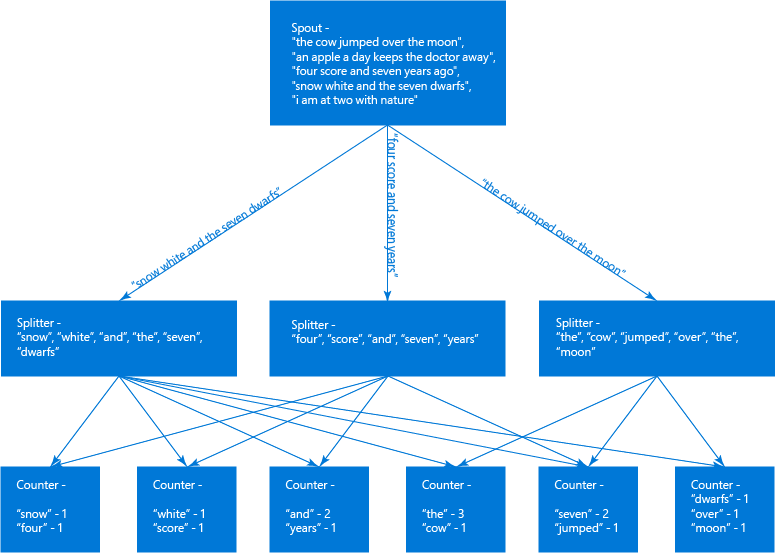 Spout -
"the cow jumped over the moon",
"an apple a day keeps the doctor away",
"four score and seven years ago",
"snow white and the seven dwarfs",
"i am at two with nature"
"snow white and the seven dwarfs"
"four score and seven years"
"the cow jumped over the moon"
Splitter -
“snow”, “white”, “and”, “the”, “seven”,
“dwarfs”
Splitter -
“four”, “score”, “and”, “seven”, “years”
Splitter -
“the”, “cow”, “jumped”, “over”, “the”,
“moon”
Counter -
“snow” - 1
“four” - 1
Counter -
“white” - 1
“score” - 1
Counter -
“and” - 2
“years” - 1
Counter -
“the” - 3
“cow” - 1
Counter -
“seven” - 2
“jumped” - 1
Counter -
“dwarfs” - 1
“over” - 1
“moon” - 1